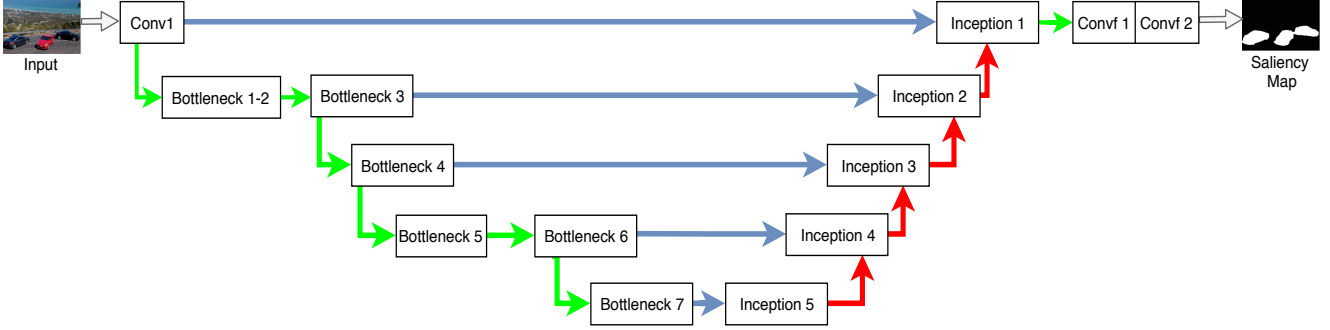 Conv1
Inception 1
Convf 1
Convf 2
Input
Saliency
Map
Bottleneck 1-2
Bottleneck 3
Inception 2
Bottleneck 4
Inception 3
Bottleneck 5
Bottleneck 6
Inception 4
Bottleneck 7
Inception 5